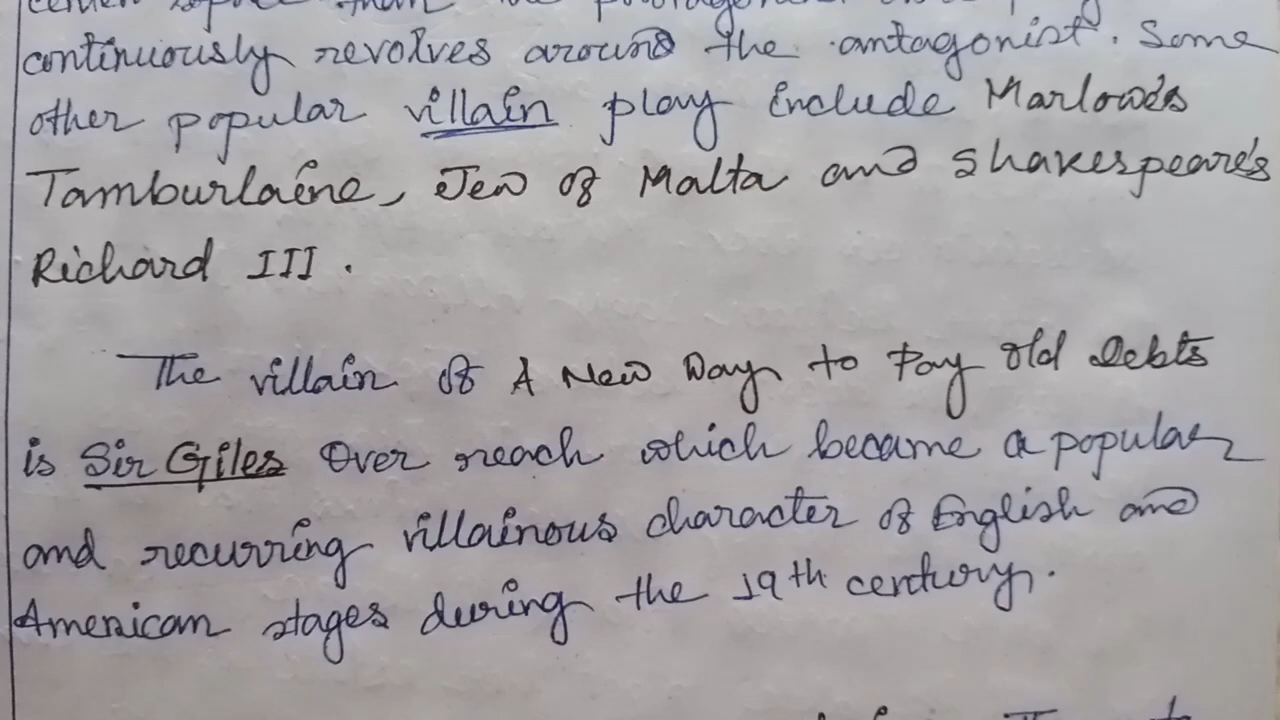 than the
continuously revolves around the antagonist. Some
other popular villain play include Marlowe's
Tamburlaine, Jew of Malta and Shakespeare's
Richard III.
The villain of A New Way to Pay Old Debts
is Sir Giles Over reach which became a popular
and recurring villainous character of English and
American stages during the 19th century.